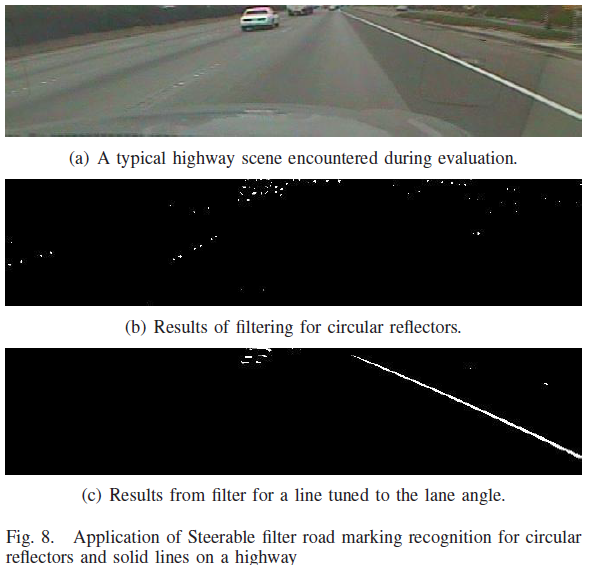 (a) A typical highway scene encountered during evaluation.
(b) Results of filtering for circular reflectors.
(c) Results from filter for a line tuned to the lane angle.
Fig. 8. Application of Steerable filter road marking recognition for circular
reflectors and solid lines on a highway